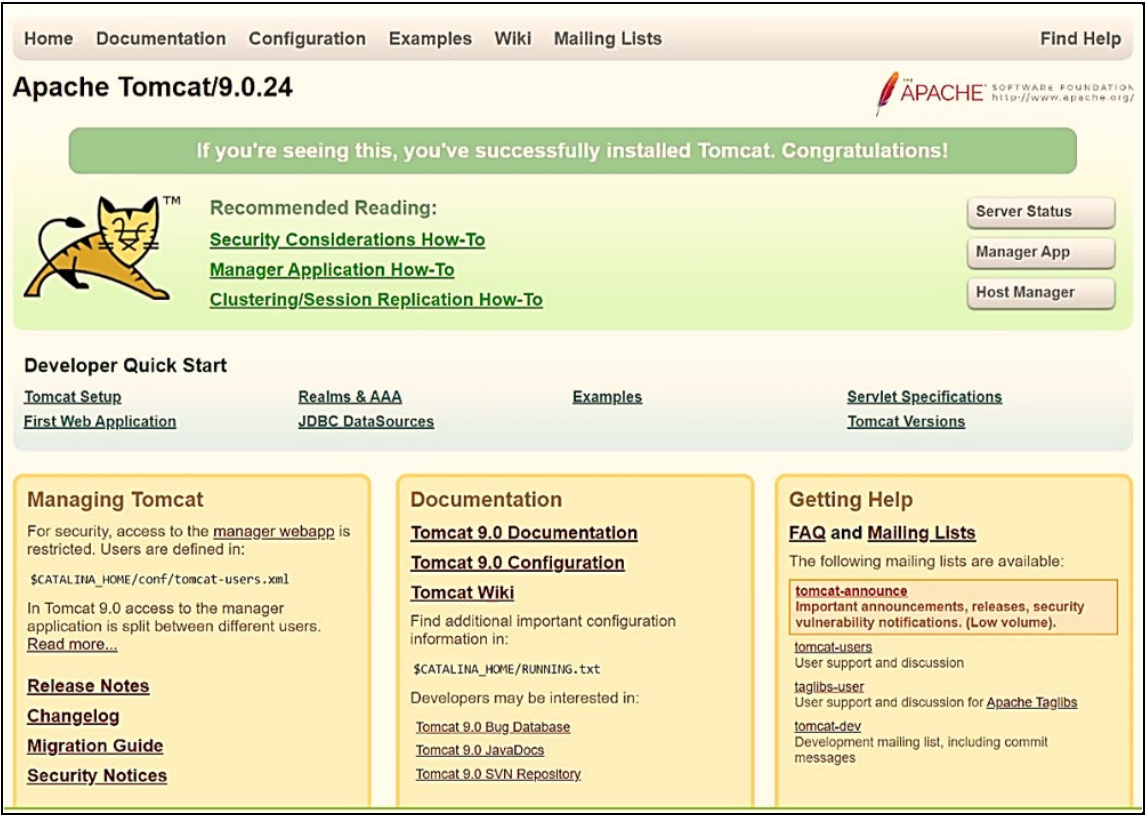 Home Documentation Configuration Examples Wiki Mailing Lists Find Help
Apache Tomcat/9.0.24
THE
APACHE SOFTWARE FOUNDATION
http://www.apache.org/
If you're seeing this, you've successfully installed Tomcat. Congratulations!
TM
Recommended Reading:
Security Considerations How-To
Manager Application How-To
Clustering/Session Replication How-To
Server Status
Manager App
Host Manager
Developer Quick Start
Tomcat Setup
First Web Application
Realms & AAA
JDBC DataSources
Examples
Servlet Specifications
Tomcat Versions
Managing Tomcat
For security, access to the manager webapp is
restricted. Users are defined in:
$CATALINA_HOME/conf/tomcat-users.xml
In Tomcat 9.0 access to the manager
application is split between different users.
Read more...
Release Notes
Changelog
Migration Guide
Security Notices
Documentation
Tomcat 9.0 Documentation
Tomcat 9.0 Configuration
Tomcat Wiki
Find additional important configuration
information in:
$CATALINA_HOME/RUNNING.txt
Developers may be interested in:
Tomcat 9.0 Bug Database
Tomcat 9.0 JavaDocs
Tomcat 9.0 SVN Repository
Getting Help
FAQ and Mailing Lists
The following mailing lists are available:
tomcat-announce
Important announcements, releases, security
vulnerability notifications. (Low volume).
tomcat-users
User support and discussion
taglibs-user
User support and discussion for Apache Taglibs
tomcat-dev
Development mailing list, including commit
messages